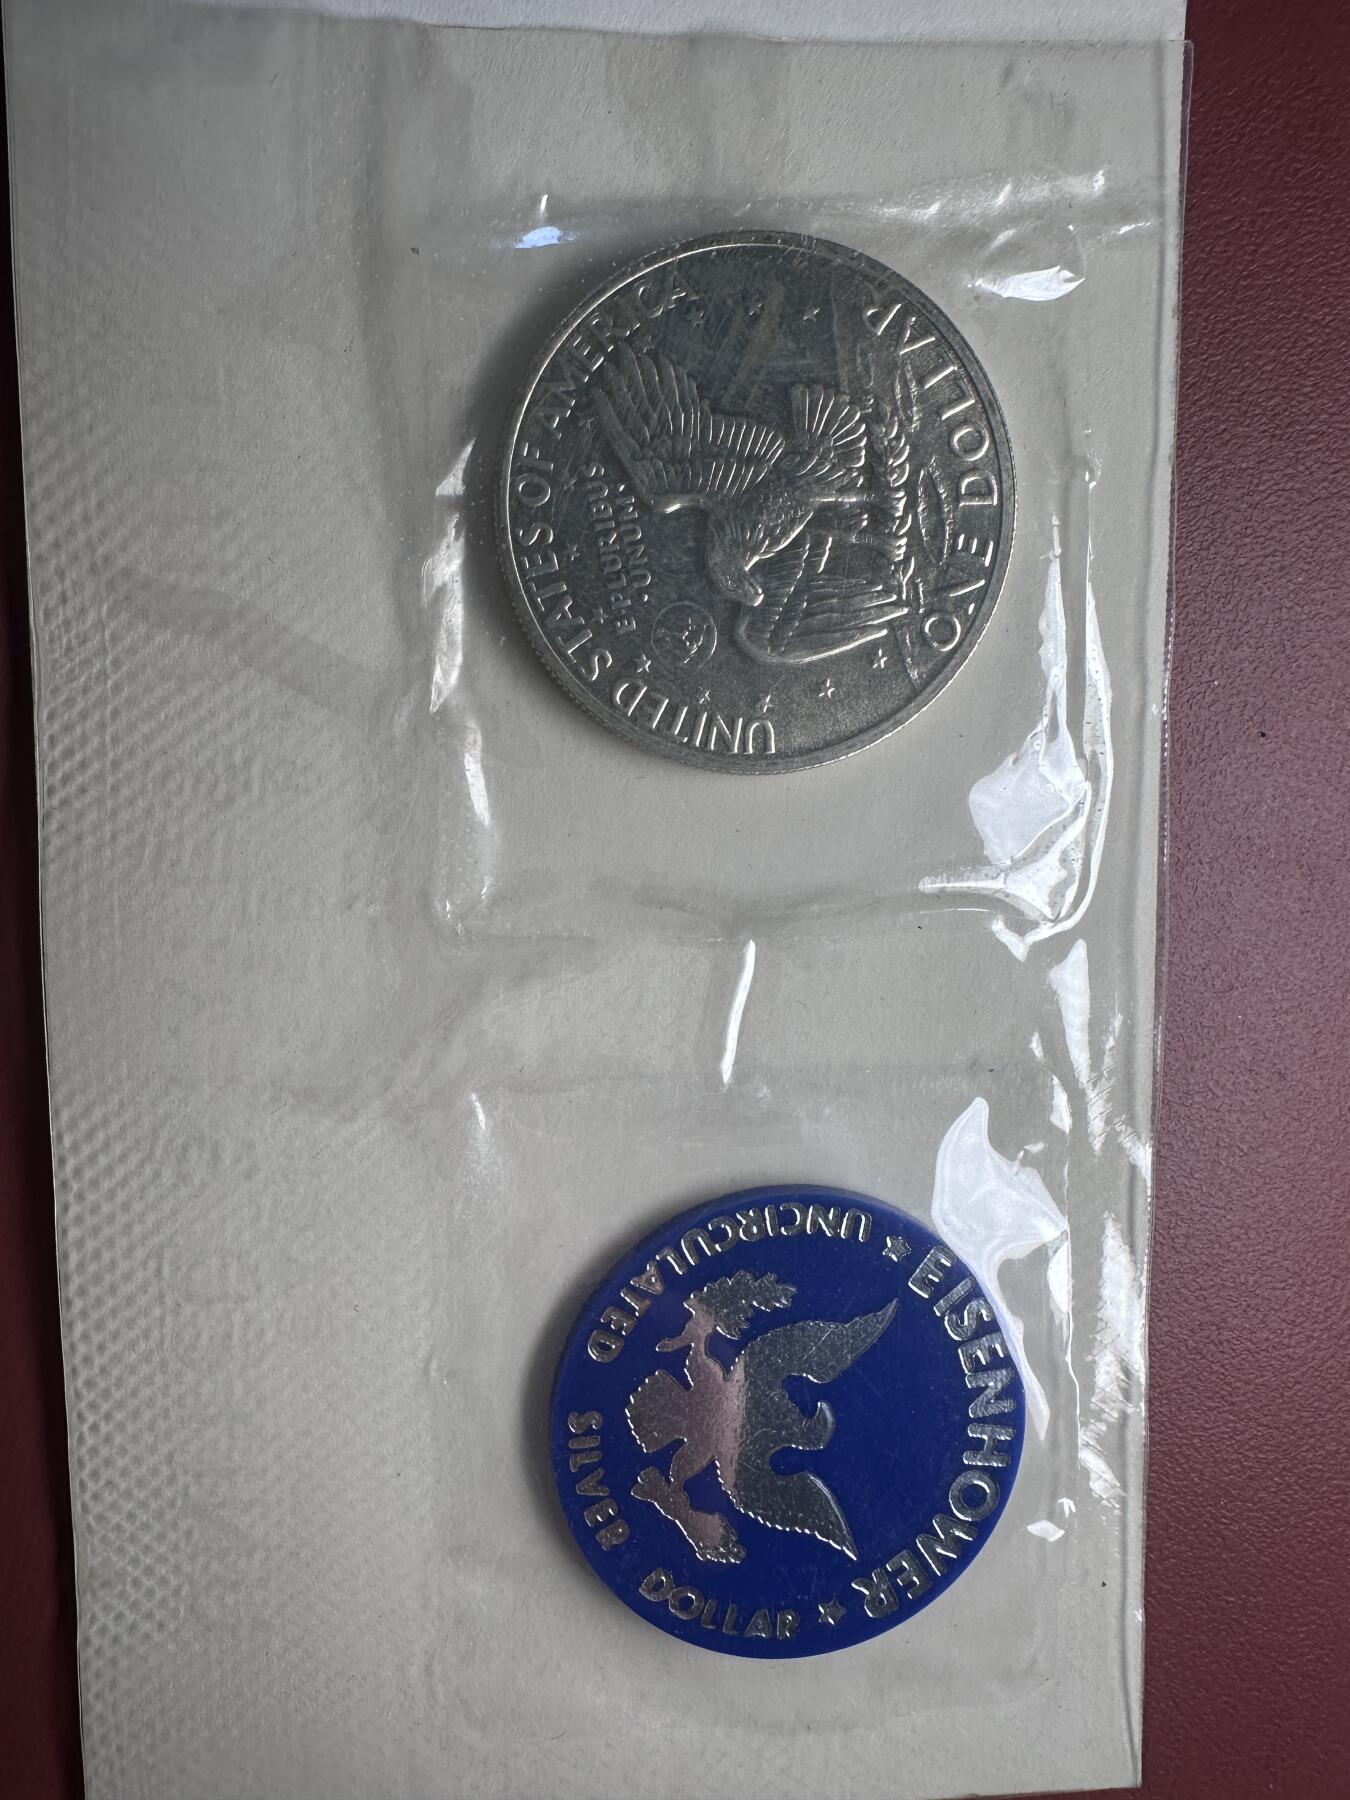 UNITED STATES OF AMERICA
E PLURIBUS
UNUM
ONE DOLLAR
EISENHOWER
★ UNCIRCULATED SILVER DOLLAR ★